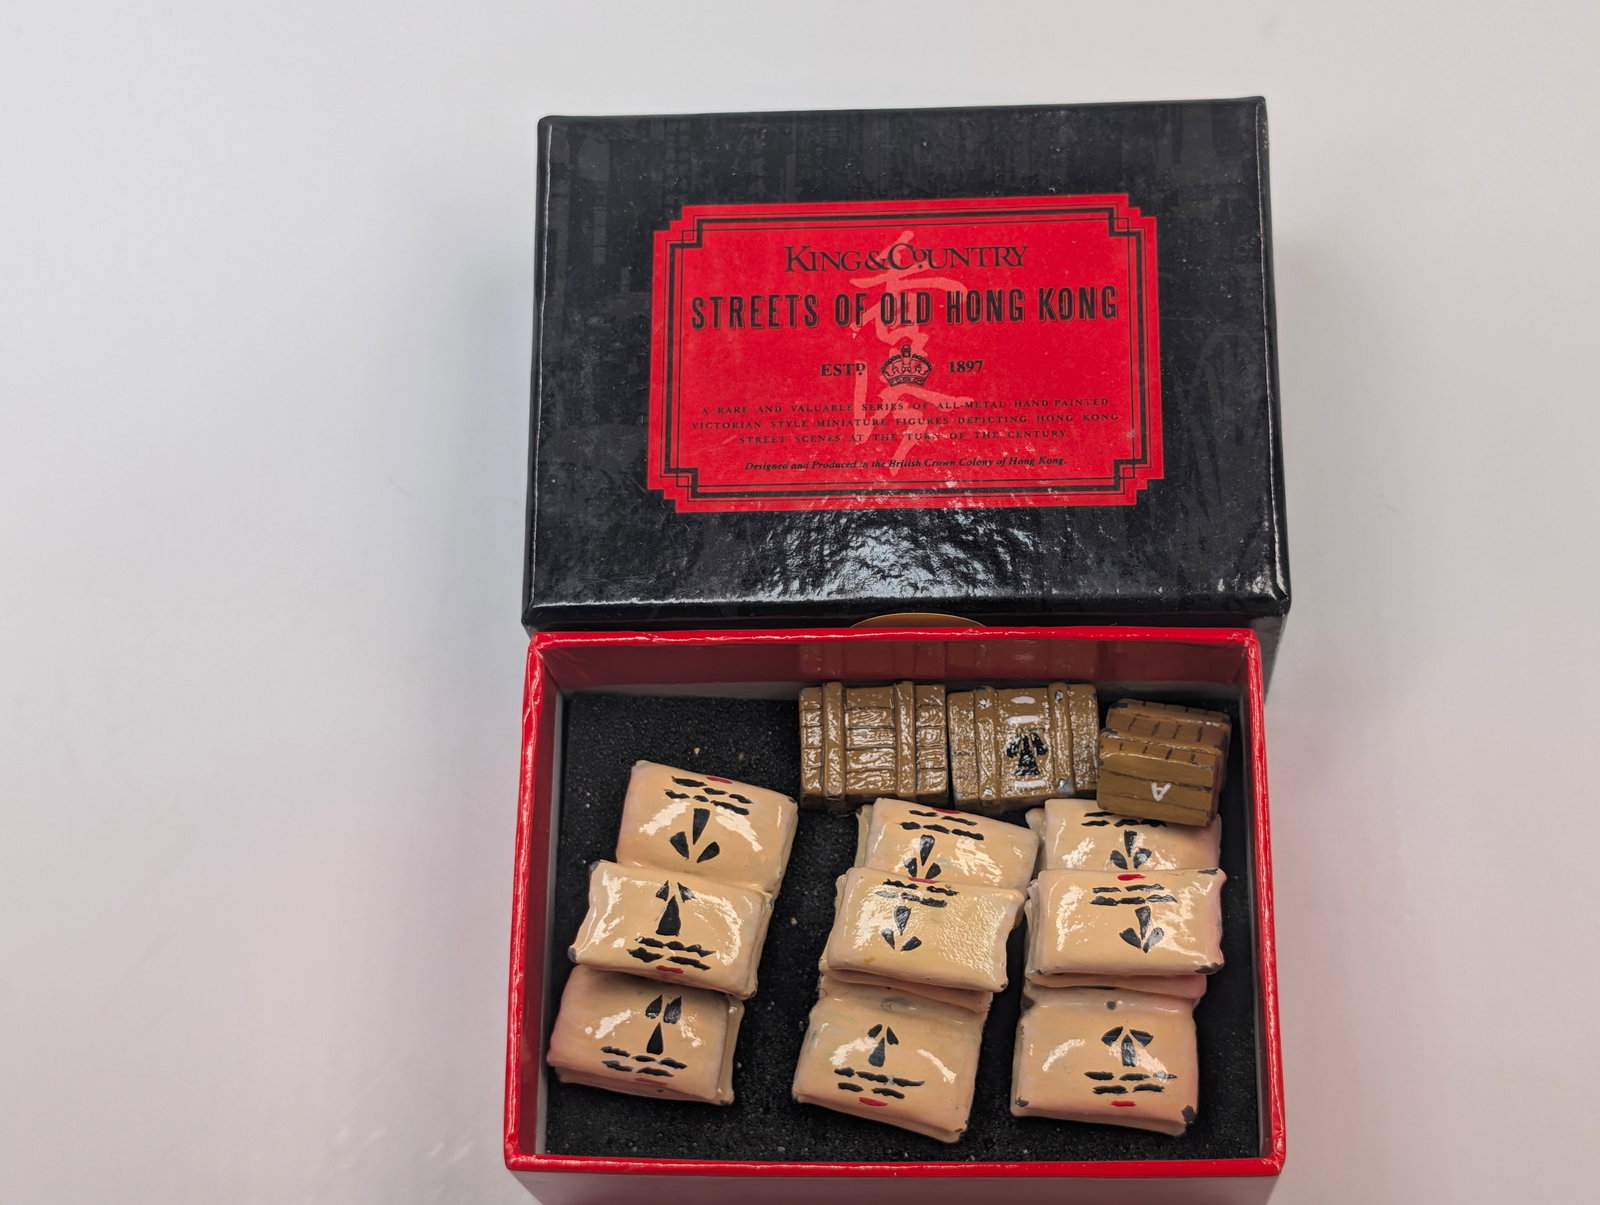 KING & COUNTRY
STREETS OF OLD HONG KONG
ESTD 1897
A RARE AND VALUABLE SERIES OF ALL-METAL HAND PAINTED
VICTORIAN STYLE MINIATURE FIGURES DEPICTING HONG KONG
STREET SCENES AT THE TURN OF THE CENTURY.
Designed and Produced in the British Crown Colony of Hong Kong.
A